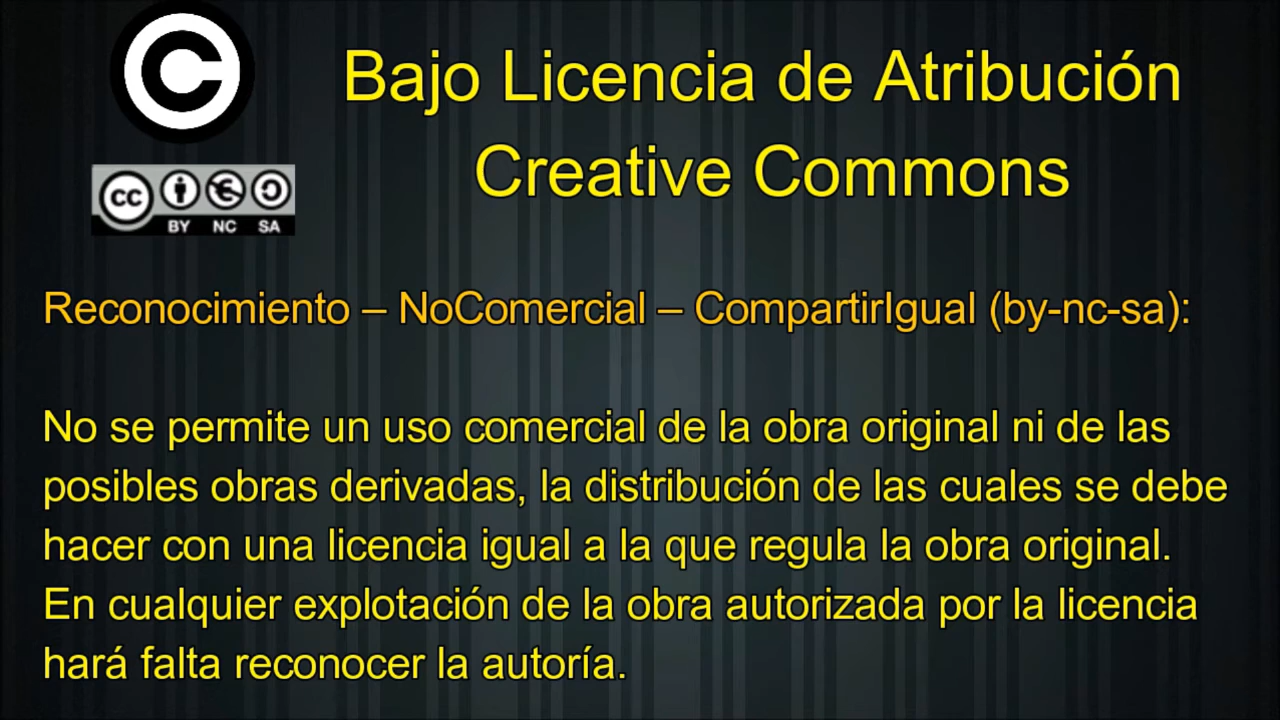 Bajo Licencia de Atribución
Creative Commons
cc
BY NC SA
Reconocimiento – NoComercial – CompartirIgual (by-nc-sa):
No se permite un uso comercial de la obra original ni de las
posibles obras derivadas, la distribución de las cuales se debe
hacer con una licencia igual a la que regula la obra original.
En cualquier explotación de la obra autorizada por la licencia
hará falta reconocer la autoría.